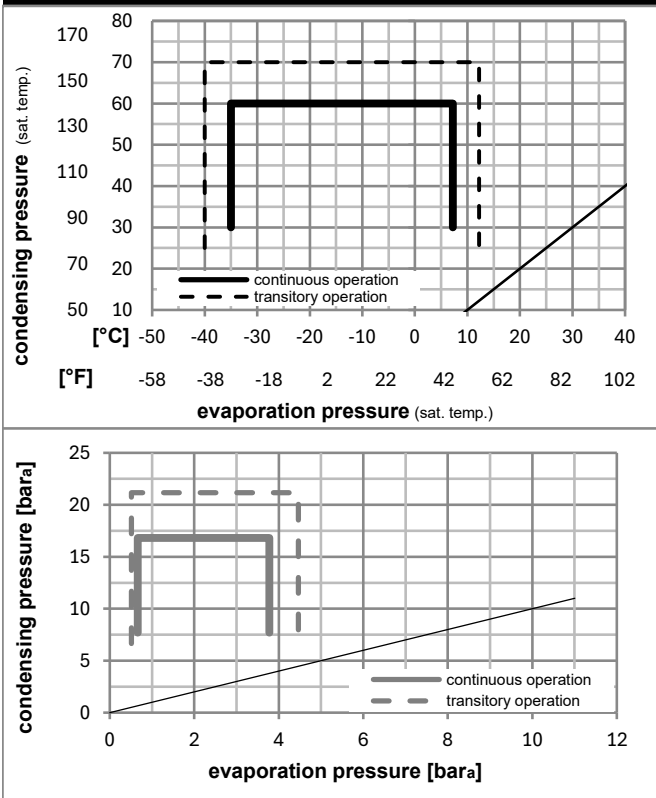 condensing pressure (sat. temp.)
170 80
150 70
130 60
110 50
90 40
70 30
50 20
10
continuous operation
transitory operation
[°C] -50 -40 -30 -20 -10 0 10 20 30 40
[°F] -58 -38 -18 2 22 42 62 82 102
evaporation pressure (sat. temp.)
condensing pressure [bara]
25
20
15
10
5
0
continuous operation
transitory operation
0 2 4 6 8 10 12
evaporation pressure [bara]